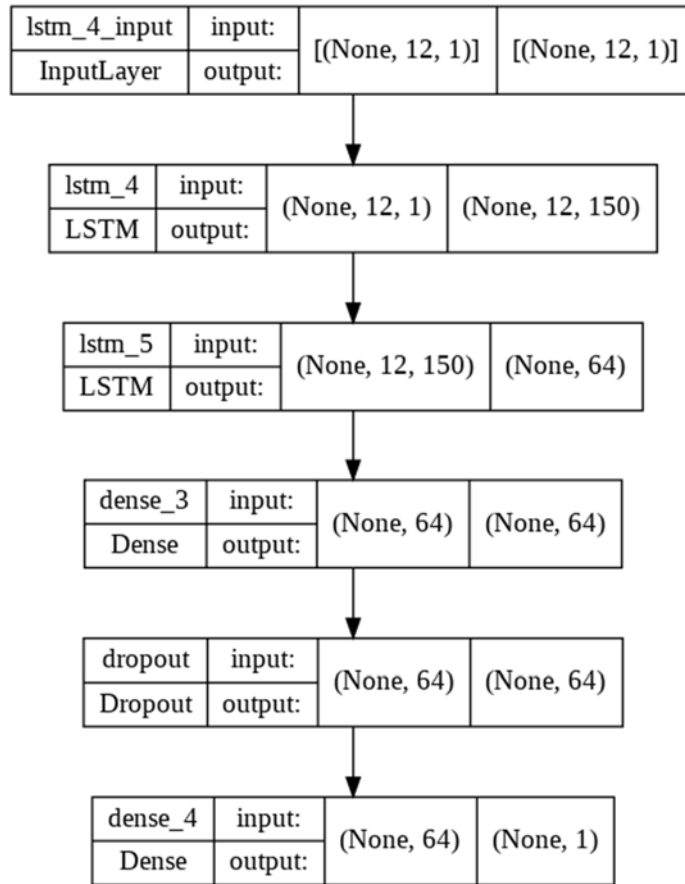 lstm_4_input input: [(None, 12, 1)] [(None, 12, 1)]
InputLayer output:
lstm_4 input: (None, 12, 1) (None, 12, 150)
LSTM output:
lstm_5 input: (None, 12, 150) (None, 64)
LSTM output:
dense_3 input: (None, 64) (None, 64)
Dense output:
dropout input: (None, 64) (None, 64)
Dropout output:
dense_4 input: (None, 64) (None, 1)
Dense output: